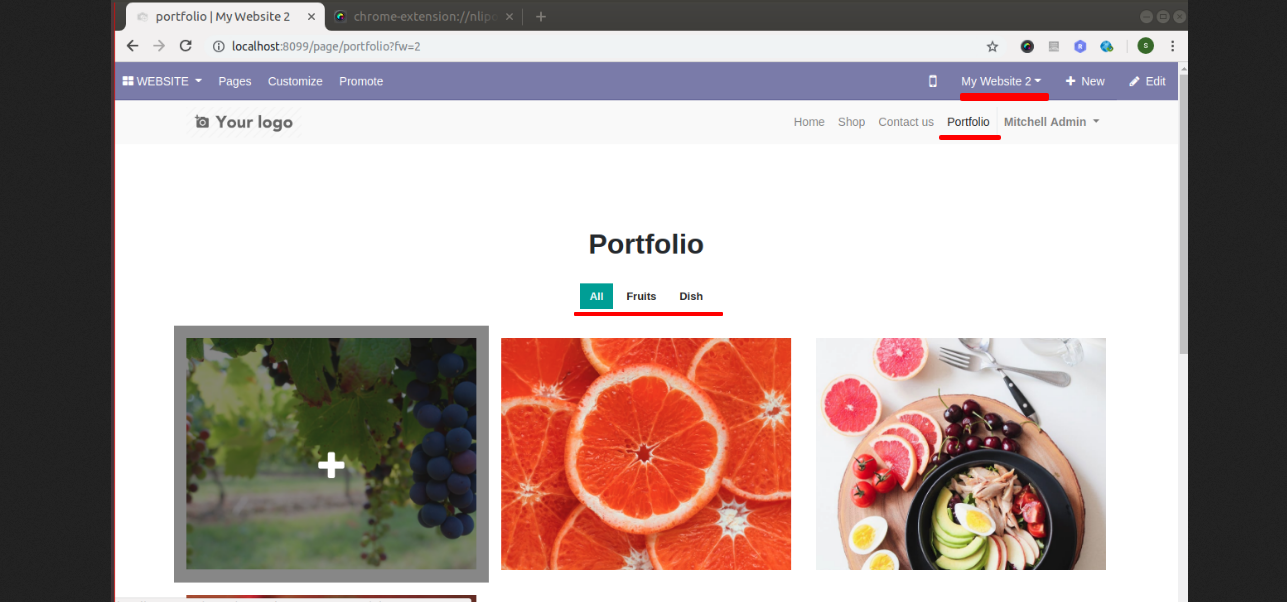 portfolio | My Website 2
chrome-extension://nlipo
localhost:8099/page/portfolio?fw=2
S
WEBSITE Pages Customize Promote My Website 2 New Edit
Your logo Home Shop Contact us Portfolio Mitchell Admin
Portfolio
All Fruits Dish